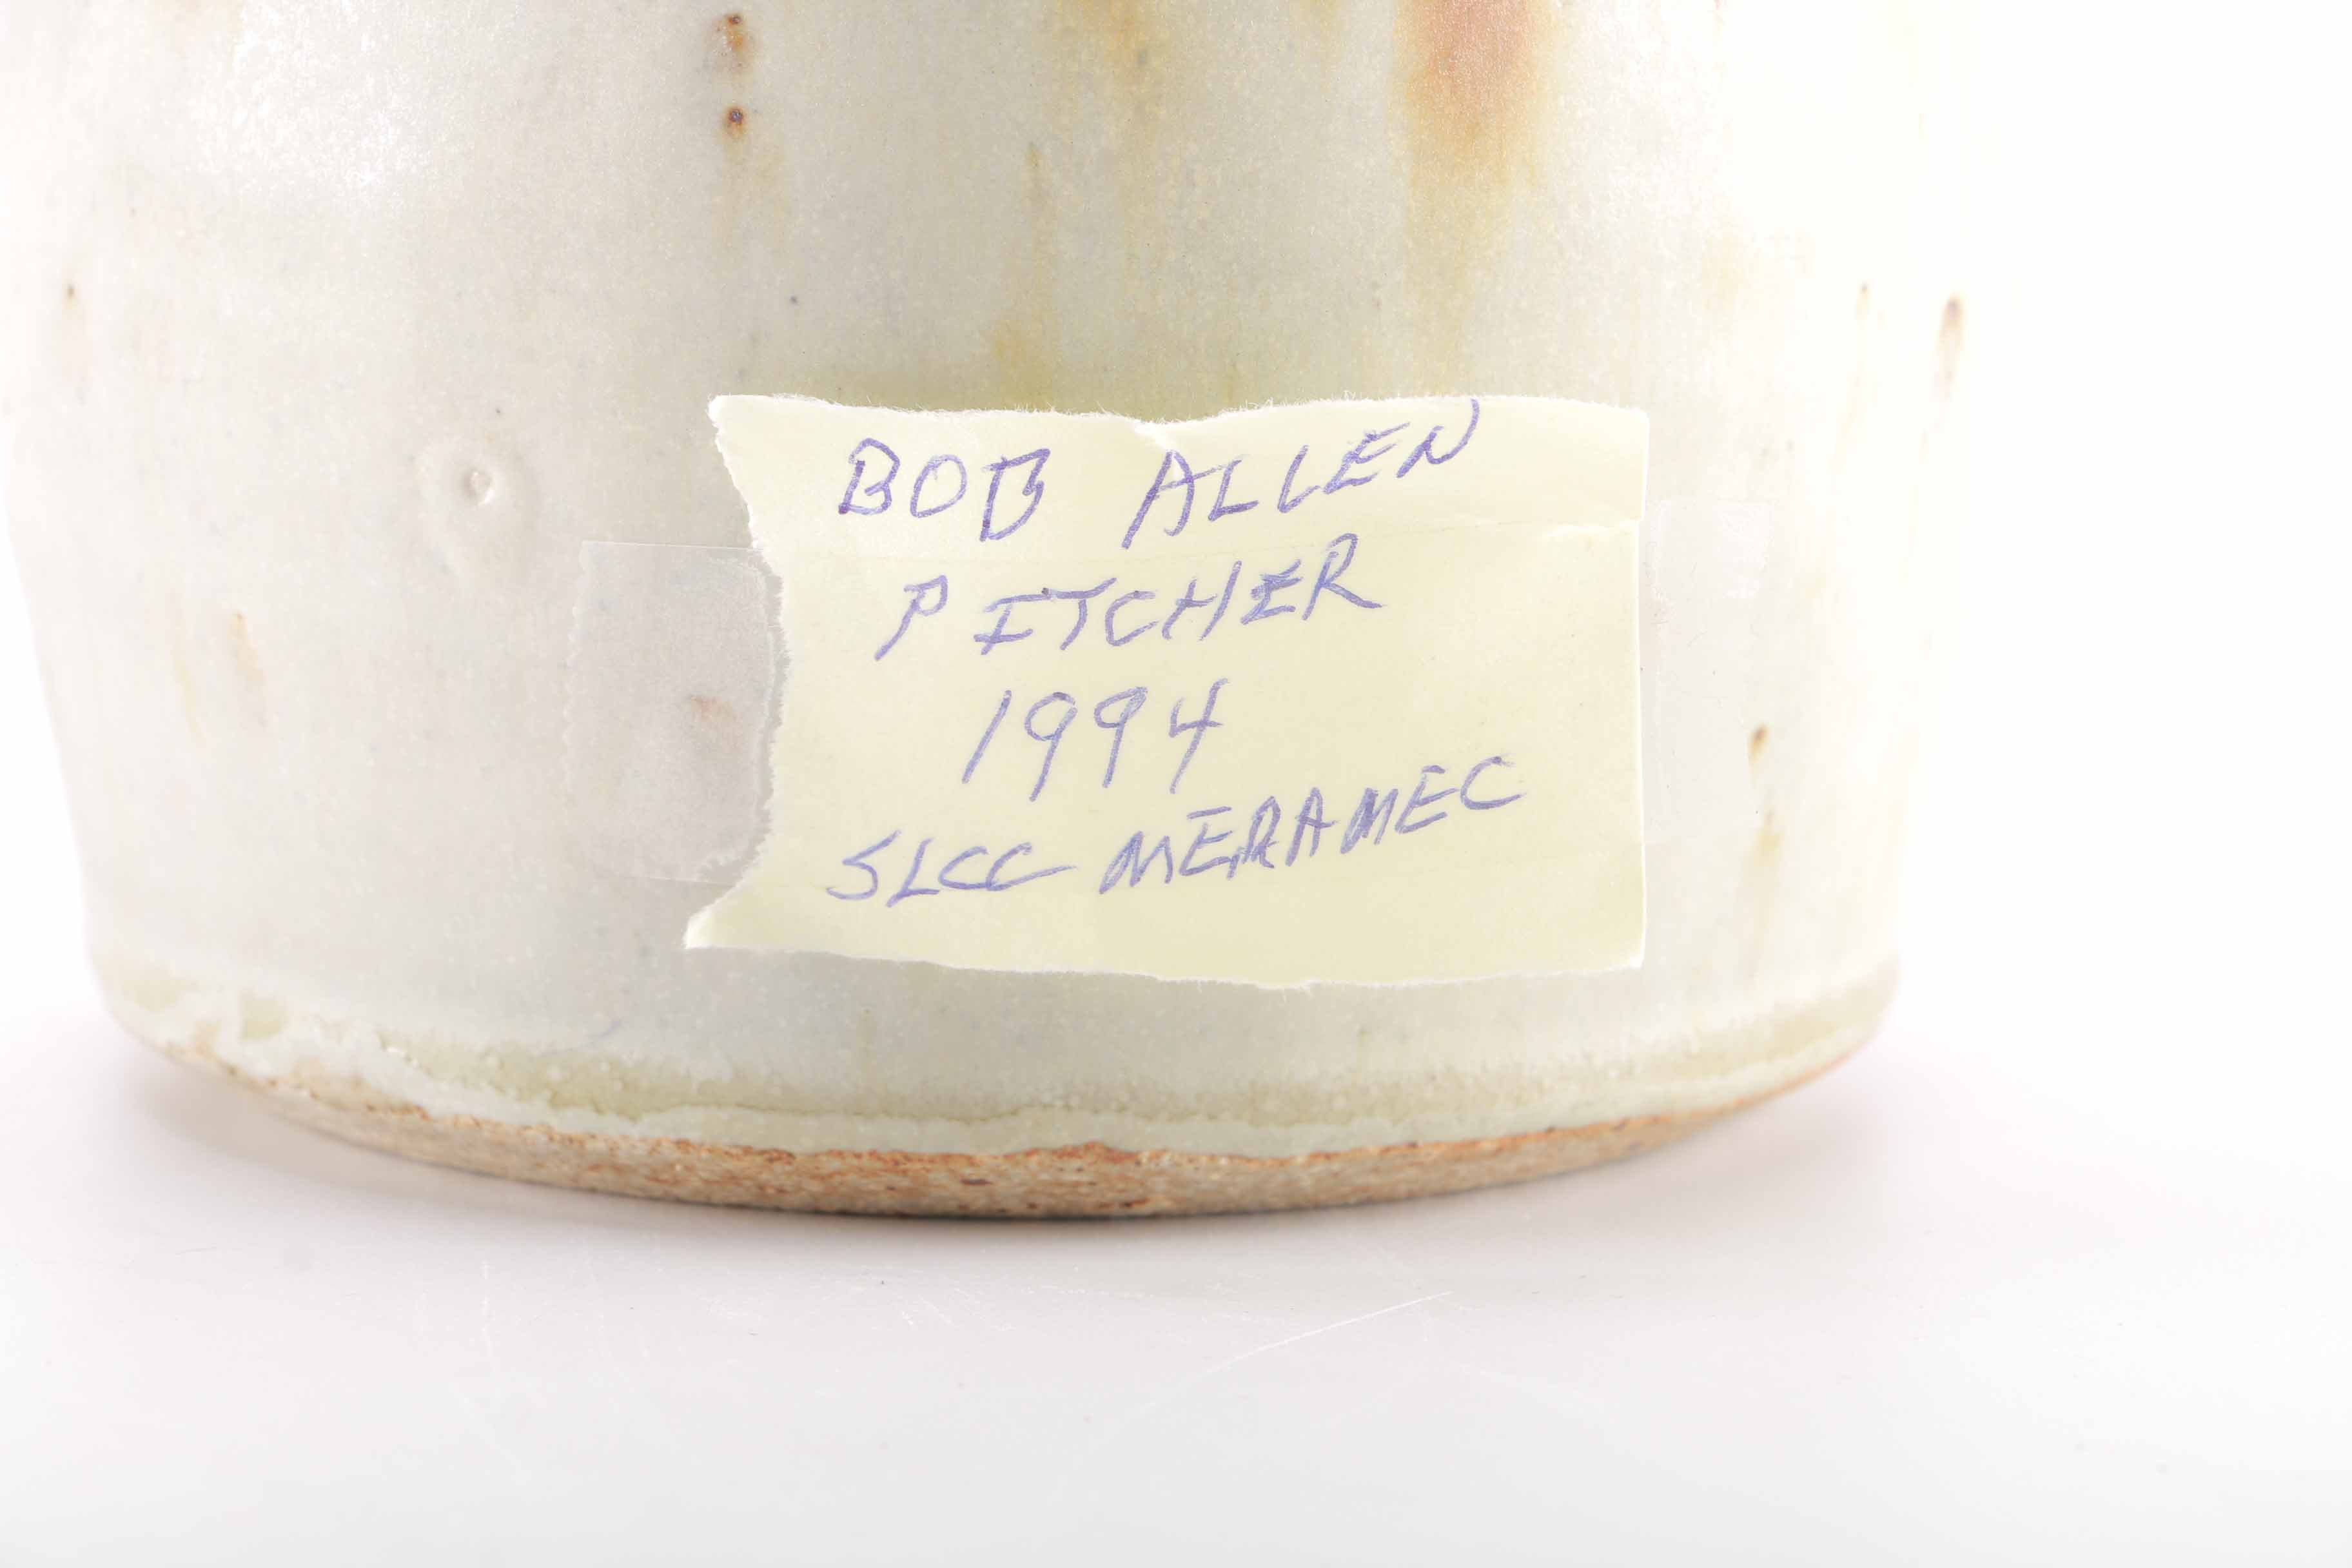 BOB ALLEN
PITCHER
1994
SLCC MERAMEC